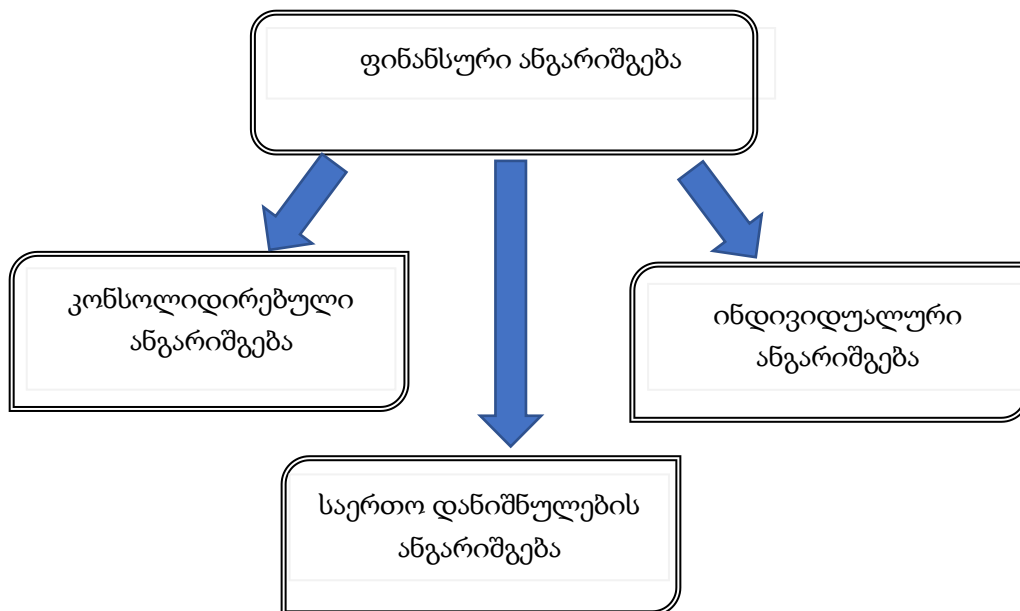 ფინანსური ანგარიშგება
კონსოლიდირებული
ანგარიშგება
ინდივიდუალური
ანგარიშგება
საერთო დანიშნულების
ანგარიშგება